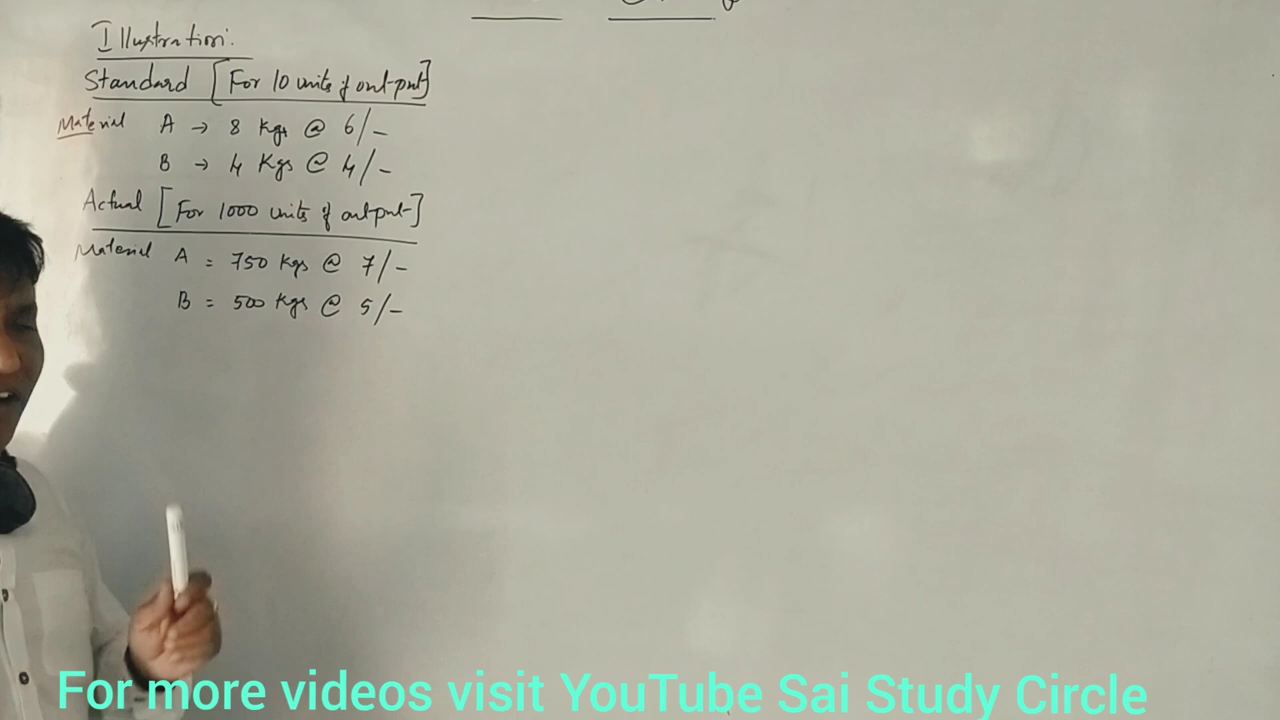 Illustration:
Standard [For 10 units of output]
Material A → 8 Kgs @ 6/-
B → 4 Kgs @ 4/-
Actual [For 1000 units of output]
Material A = 750 Kgs @ 7/-
B = 500 Kgs @ 5/-
For more videos visit YouTube Sai Study Circle